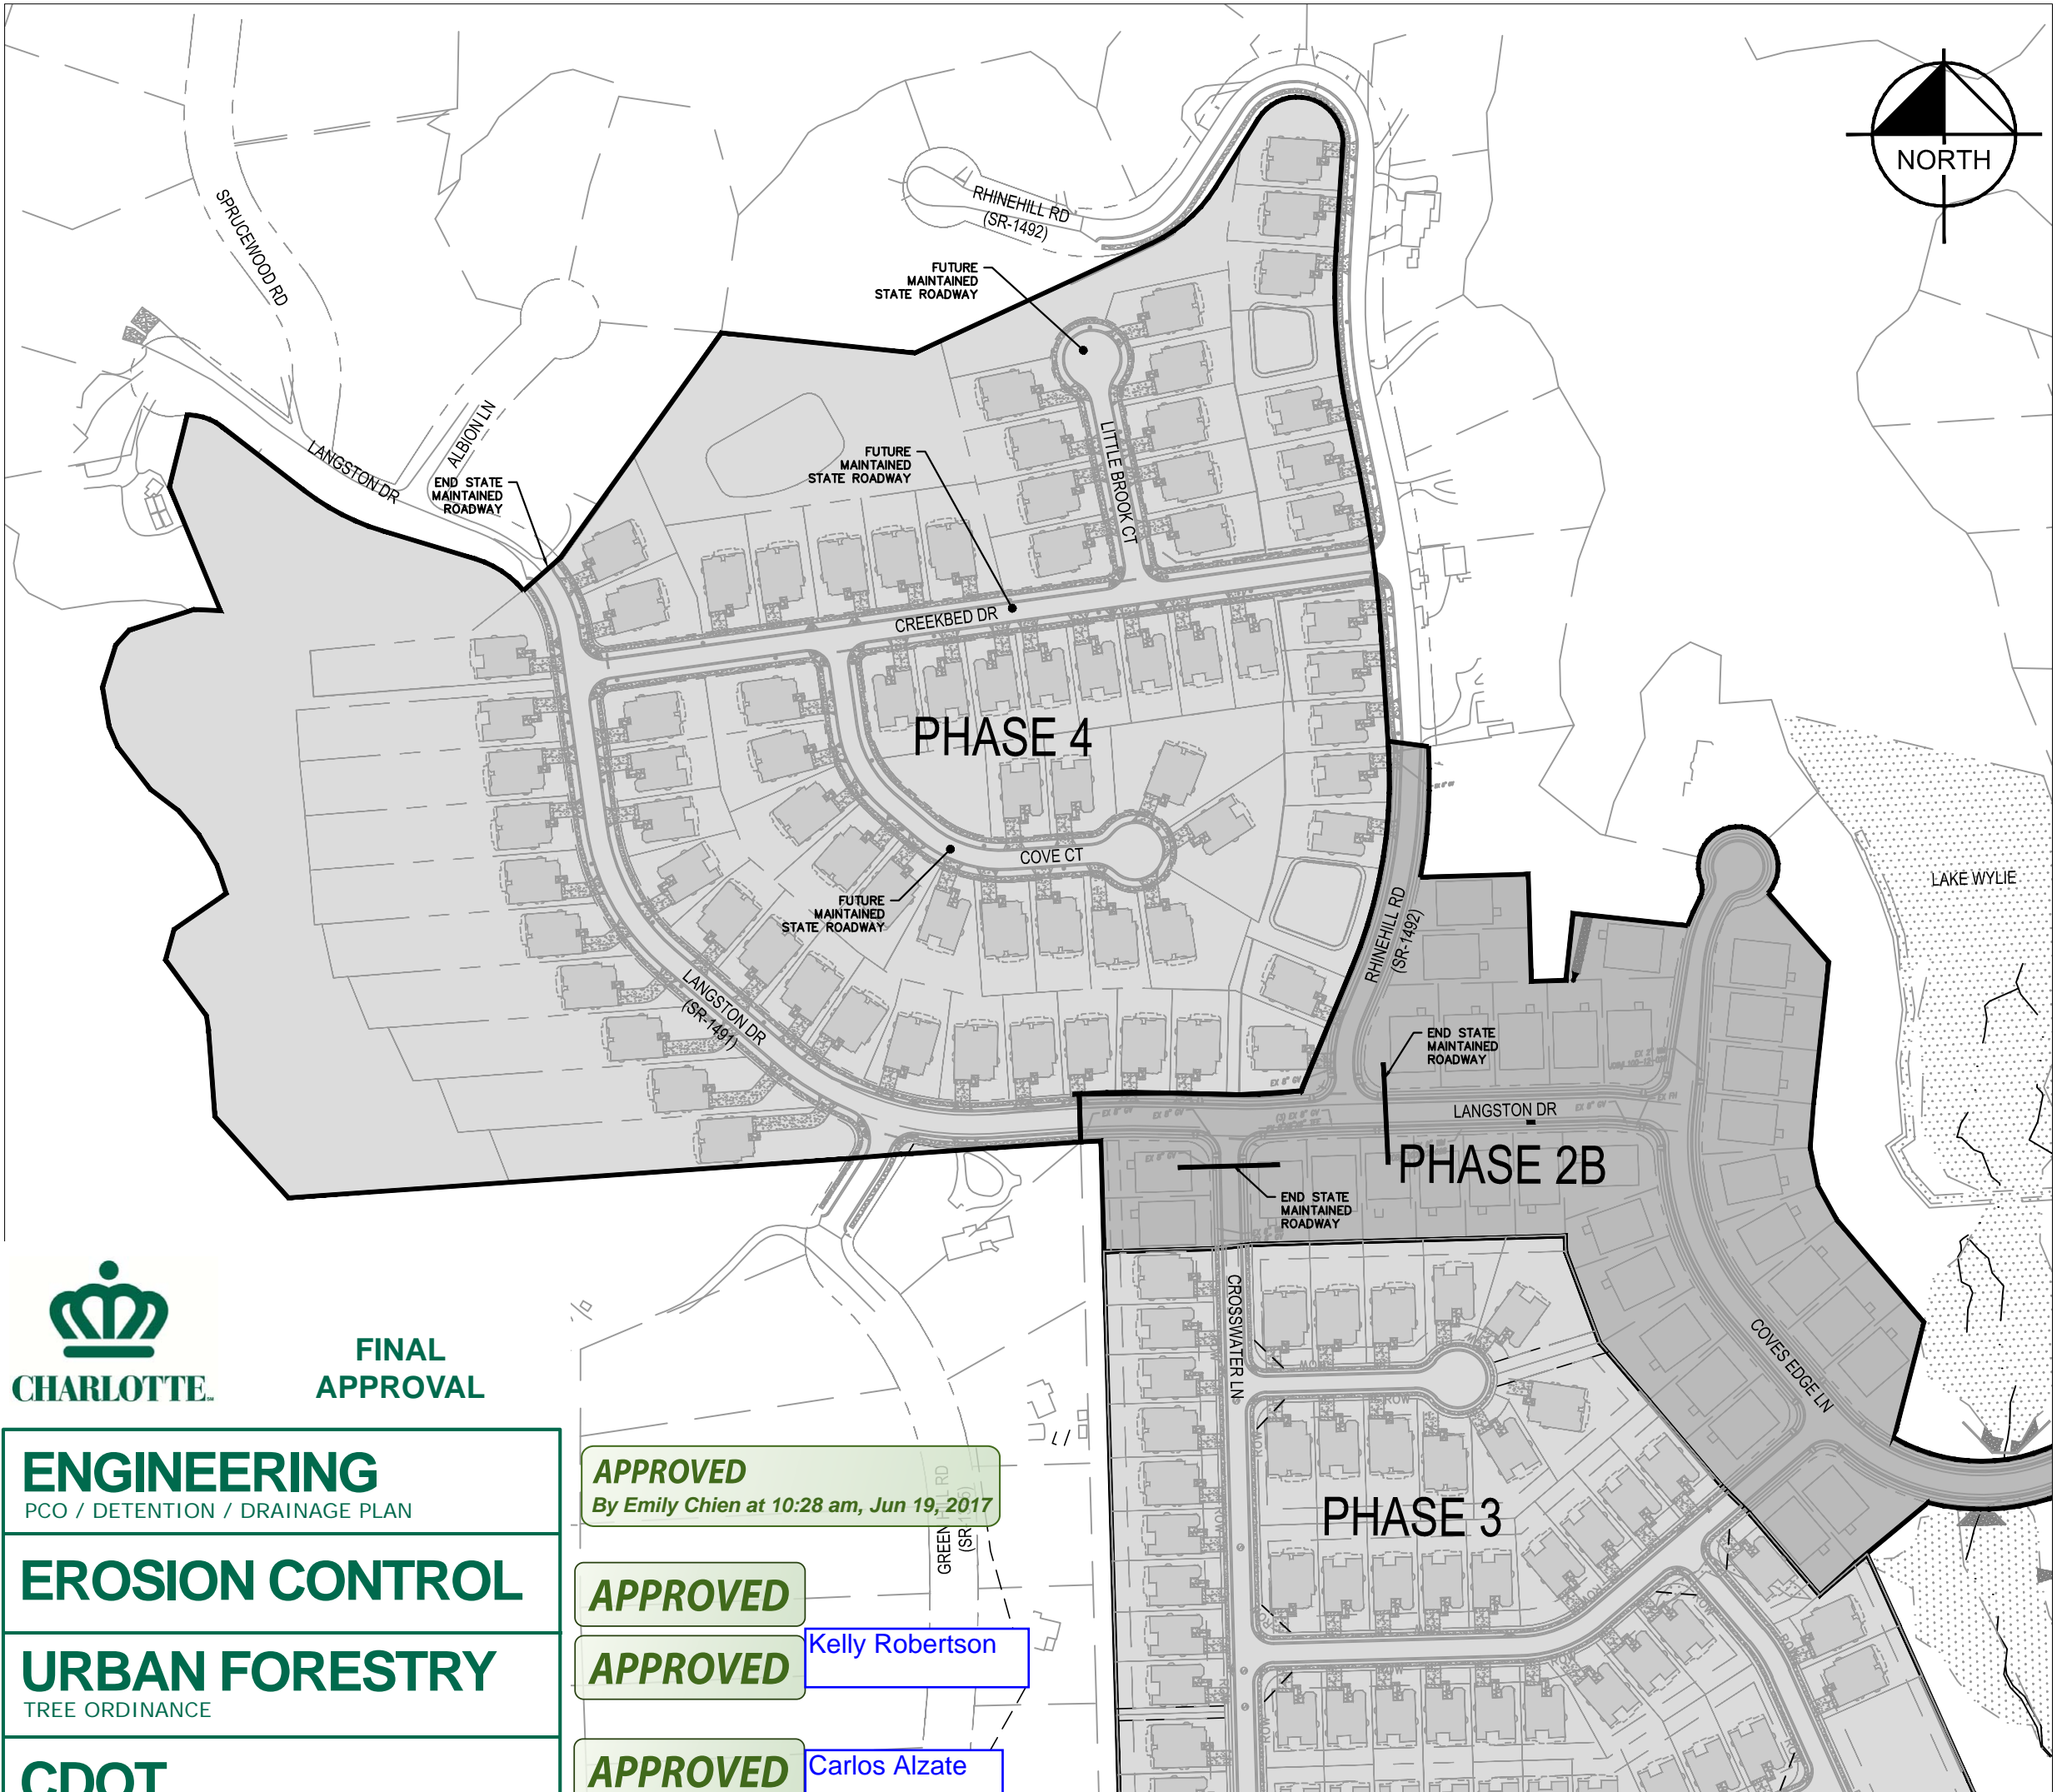 NORTH
SPRUCEWOOD RD
RHINEHILL RD
(SR-1492)
FUTURE
MAINTAINED
STATE ROADWAY
ALBION LN
LANGSTON DR
END STATE
MAINTAINED
ROADWAY
FUTURE
MAINTAINED
STATE ROADWAY
LITTLE BROOK CT
CREEKBED DR
PHASE 4
COVE CT
FUTURE
MAINTAINED
STATE ROADWAY
LAKE WYLIE
RHINEHILL RD
(SR-1492)
LANGSTON DR
(SR-1491)
END STATE
MAINTAINED
ROADWAY
LANGSTON DR
PHASE 2B
END STATE
MAINTAINED
ROADWAY
CROSSWATER LN
COVES EDGE LN
PHASE 3
CHARLOTTE
FINAL
APPROVAL
ENGINEERING
PCO / DETENTION / DRAINAGE PLAN
APPROVED
By Emily Chien at 10:28 am, Jun 19, 2017
EROSION CONTROL
APPROVED
URBAN FORESTRY
TREE ORDINANCE
APPROVED
Kelly Robertson
CDOT
APPROVED
Carlos Alzate